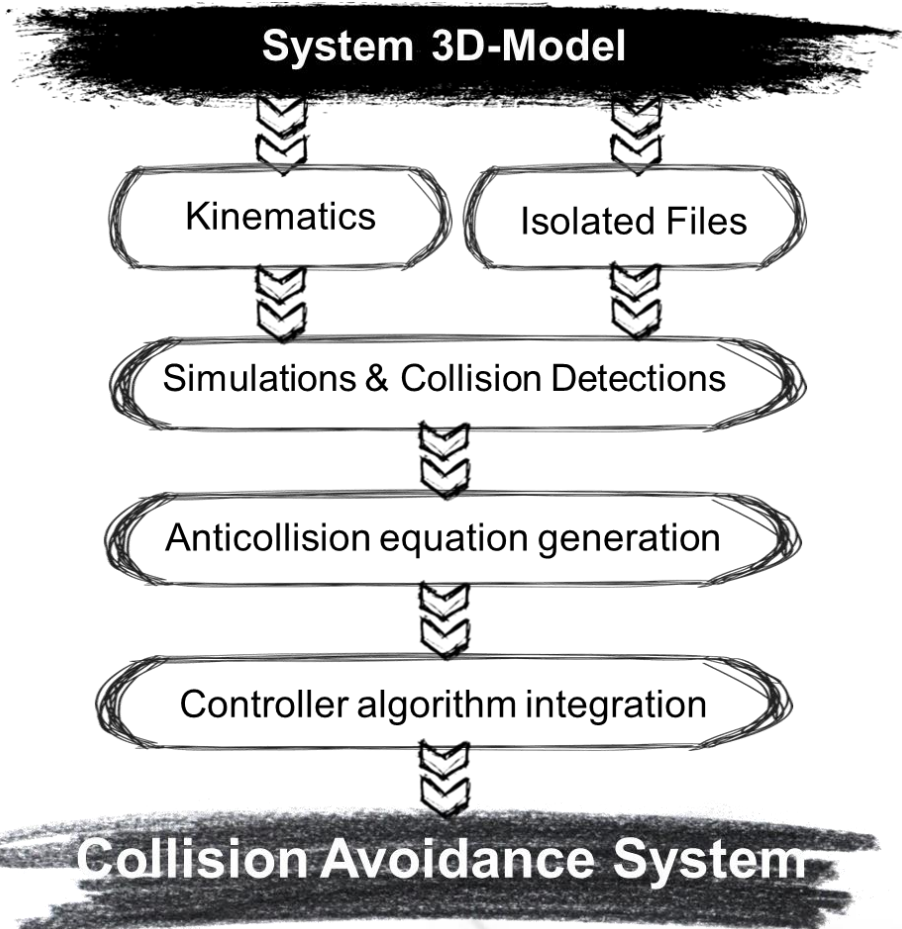 System 3D-Model
Kinematics
Isolated Files
Simulations & Collision Detections
Anticollision equation generation
Controller algorithm integration
Collision Avoidance System